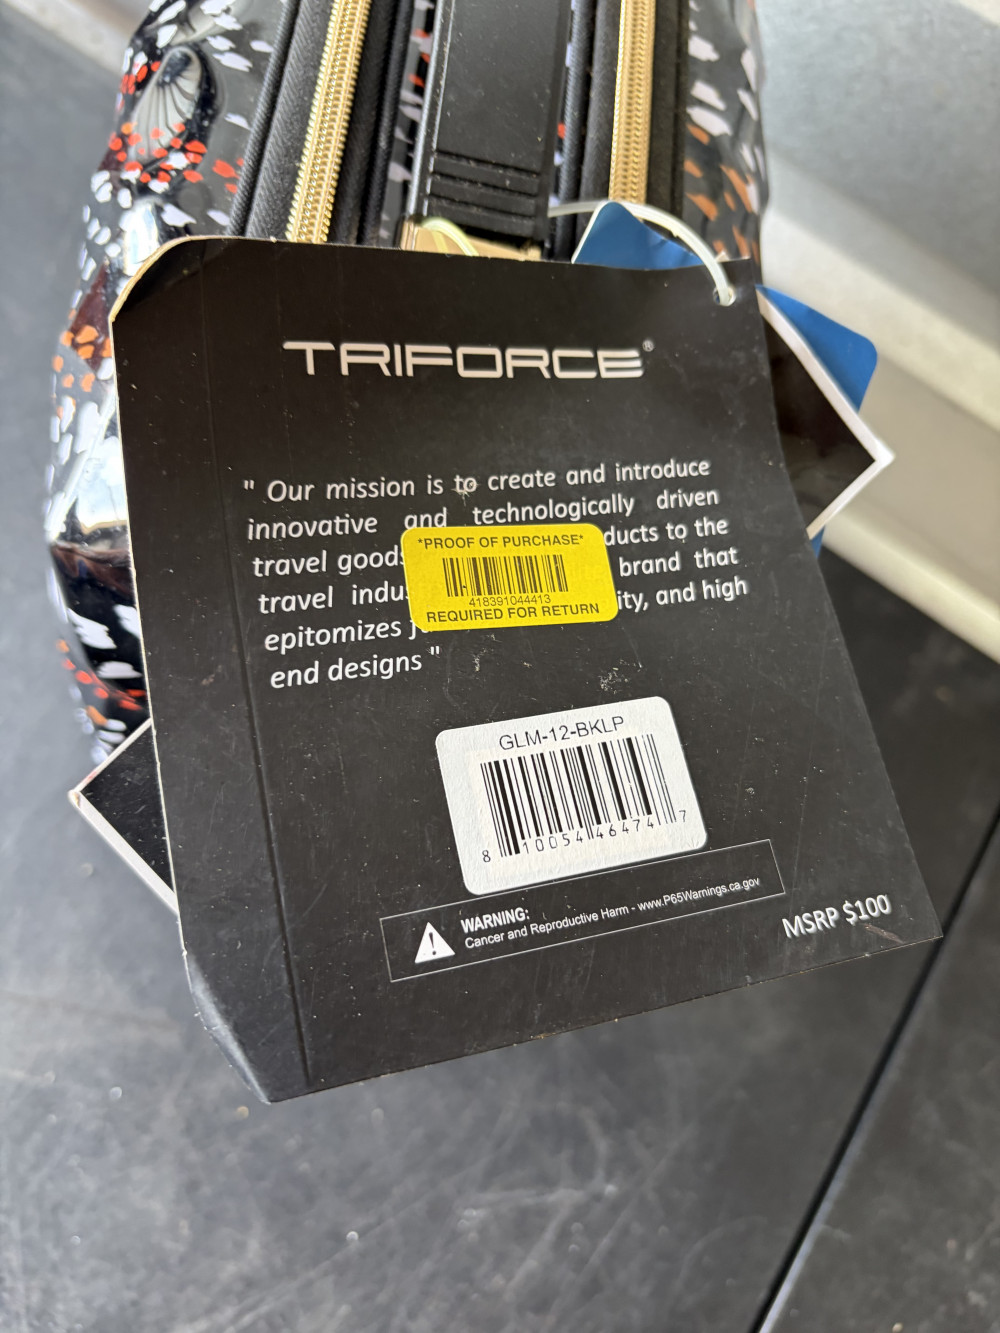 TRIFORCE®
" Our mission is to create and introduce
innovative and technologically driven
travel goods ducts to the
travel indu brand that
epitomizes ity, and high
end designs "
*PROOF OF PURCHASE*
418391044413
REQUIRED FOR RETURN
GLM-12-BKLP
8 10054 46474 7
WARNING:
Cancer and Reproductive Harm - www.P65Warnings.ca.gov
MSRP $100